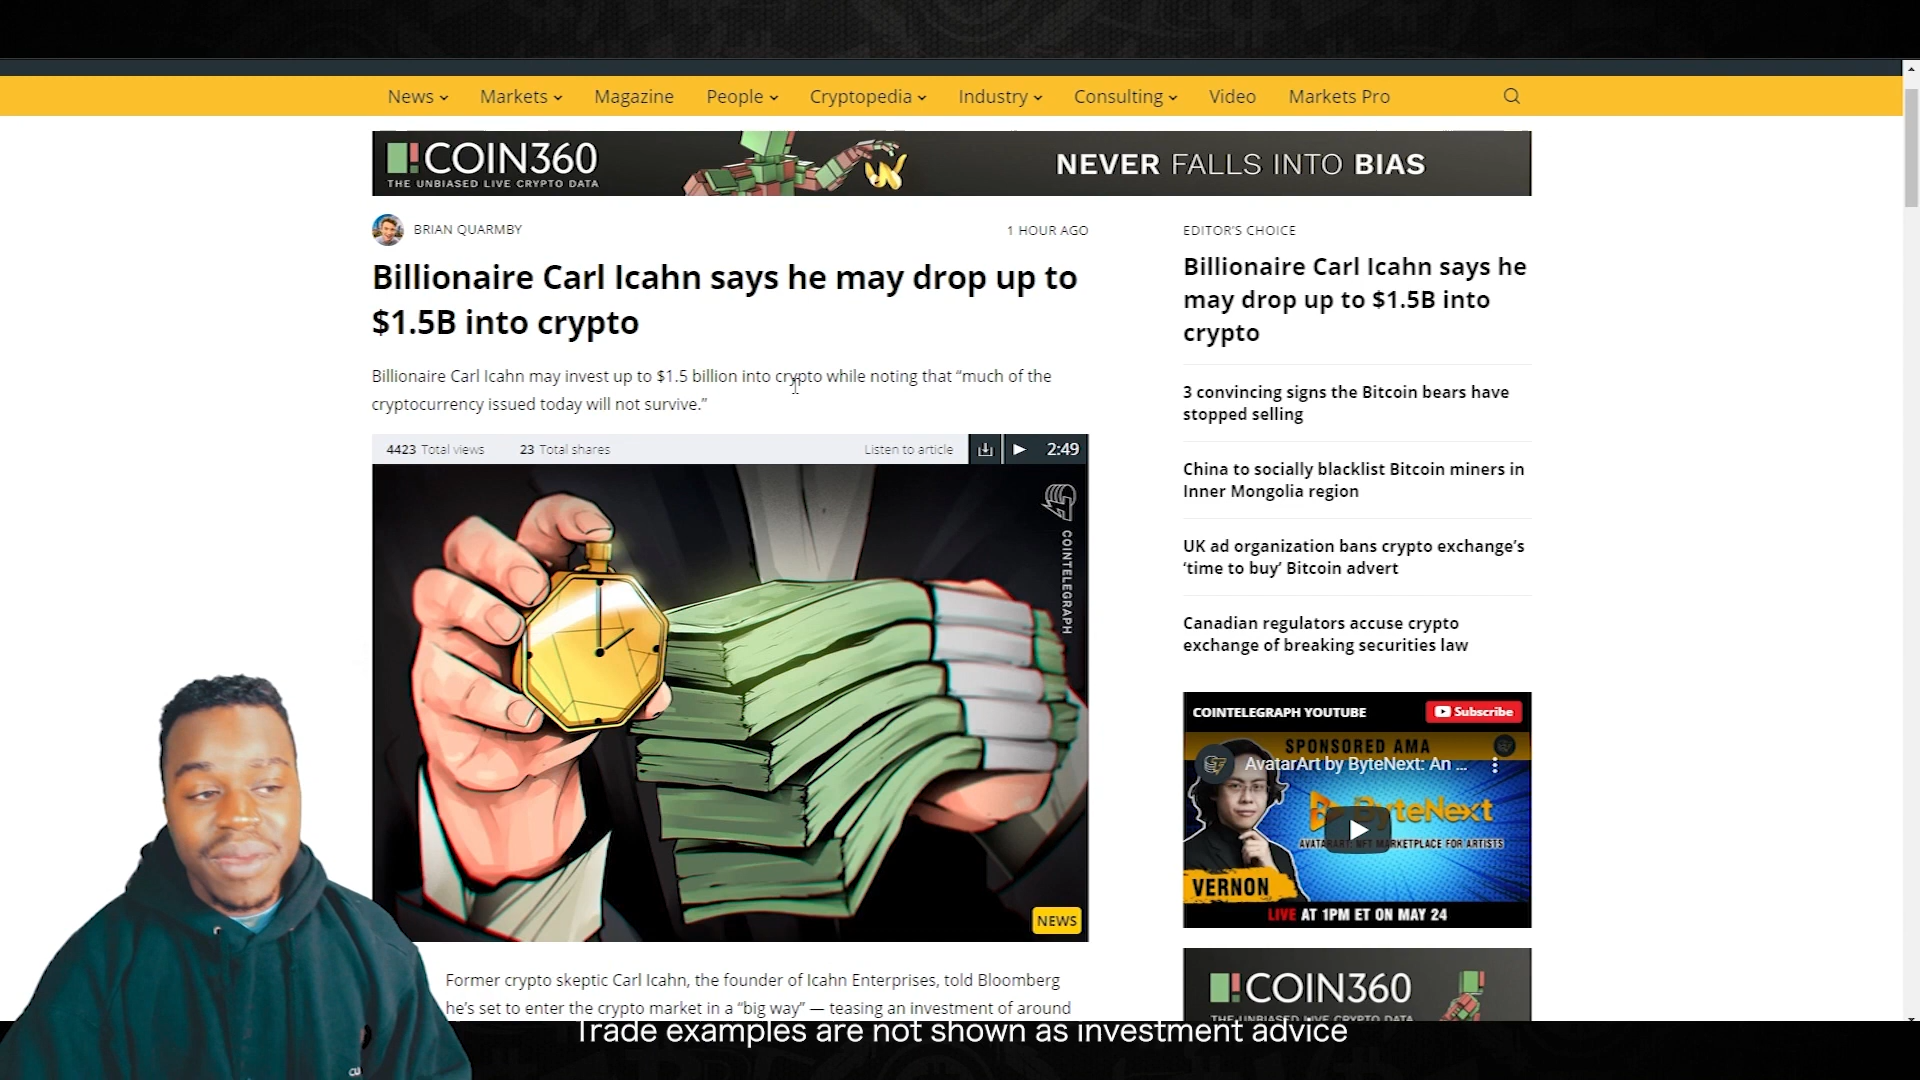 News Markets Magazine People Cryptopedia Industry Consulting Video Markets Pro
COIN360
THE UNBIASED LIVE CRYPTO DATA
NEVER FALLS INTO BIAS
BRIAN QUARMBY
1 HOUR AGO
Billionaire Carl Icahn says he may drop up to
$1.5B into crypto
Billionaire Carl Icahn may invest up to $1.5 billion into crypto while noting that “much of the
cryptocurrency issued today will not survive.”
4423 Total views 23 Total shares Listen to article 2:49
COINTELEGRAPH
NEWS
Former crypto skeptic Carl Icahn, the founder of Icahn Enterprises, told Bloomberg
he’s set to enter the crypto market in a “big way” — teasing an investment of around
EDITOR’S CHOICE
Billionaire Carl Icahn says he
may drop up to $1.5B into
crypto
3 convincing signs the Bitcoin bears have
stopped selling
China to socially blacklist Bitcoin miners in
Inner Mongolia region
UK ad organization bans crypto exchange’s
‘time to buy’ Bitcoin advert
Canadian regulators accuse crypto
exchange of breaking securities law
COINTELEGRAPH YOUTUBE Subscribe
SPONSORED AMA
AvatarArt by ByteNext: An ...
ByteNext
AVATARART: NFT MARKETPLACE FOR ARTISTS
VERNON
LIVE AT 1PM ET ON MAY 24
COIN360
THE UNBIASED LIVE CRYPTO DATA
Trade examples are not shown as investment advice